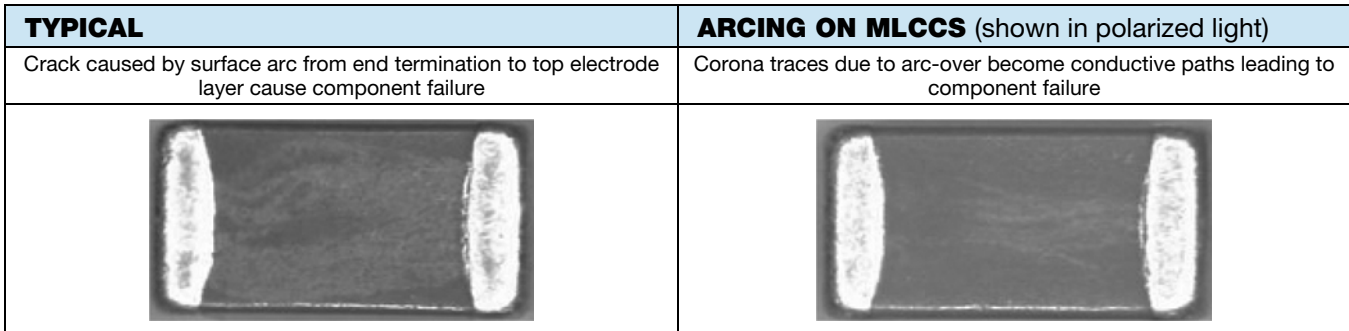 TYPICAL
ARCING ON MLCCS (shown in polarized light)
Crack caused by surface arc from end termination to top electrode
layer cause component failure
Corona traces due to arc-over become conductive paths leading to
component failure